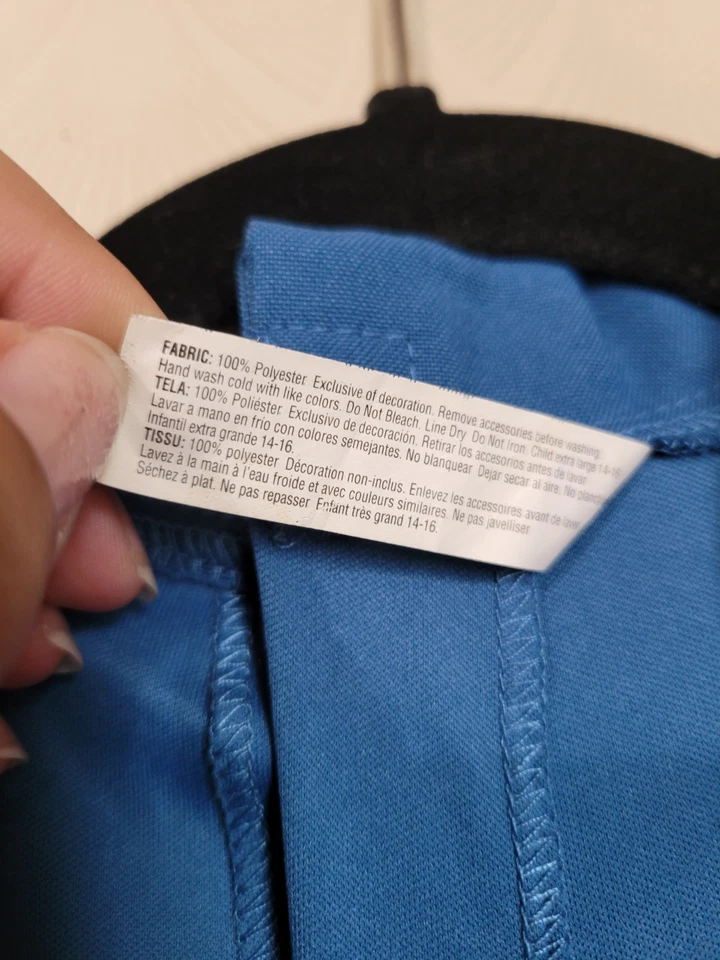 FABRIC: 100% Polyester. Exclusive of decoration. Remove accessories before washing.
Hand wash cold with like colors. Do Not Bleach. Line Dry. Do Not Iron. Child extra large 14-16.
TELA: 100% Poliéster. Exclusivo de decoración. Retirar los accesorios antes de lavar.
Lavar a mano en frío con colores semejantes. No blanquear. Dejar secar al aire. No
Infantil extra grande 14-16.
TISSU: 100% polyester. Décoration non-inclus. Enlevez les accessoires avant de laver
Lavez à la main à l'eau froide et avec couleurs similaires. Ne pas javelliser
Séchez à plat. Ne pas repasser. Enfant très grand 14-16.